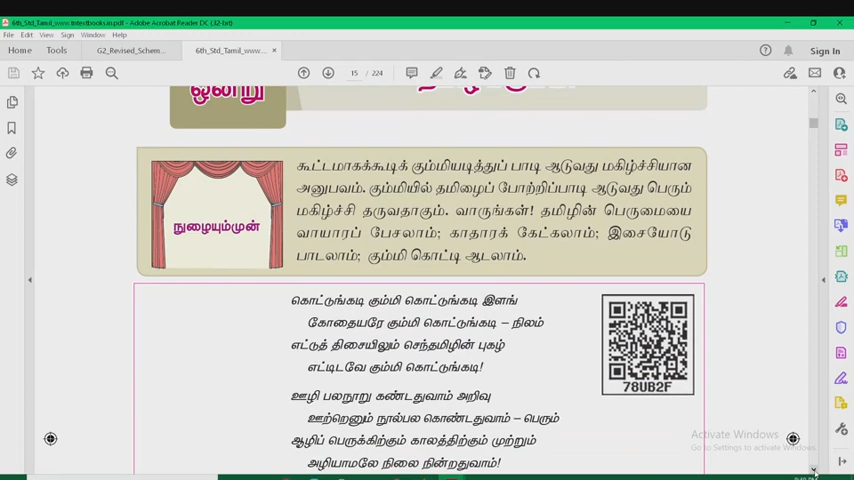 6th_Std_Tamil_www.tntextbooks.in.pdf - Adobe Acrobat Reader DC (32-bit)
File Edit View Sign Window Help
Home Tools G2_Revised_Schem... 6th_Std_Tamil_www... × Sign In
15 / 224
ஒன்று
கூட்டமாகக்கூடிக் கும்மியடித்துப் பாடி ஆடுவது மகிழ்ச்சியான
அனுபவம். கும்மியில் தமிழைப் போற்றிப்பாடி ஆடுவது பெரும்
மகிழ்ச்சி தருவதாகும். வாருங்கள்! தமிழின் பெருமையை
வாயாரப் பேசலாம்; காதாரக் கேட்கலாம்; இசையோடு
பாடலாம்; கும்மி கொட்டி ஆடலாம்.
நுழையும்முன்
கொட்டுங்கடி கும்மி கொட்டுங்கடி இளங்
கோதையரே கும்மி கொட்டுங்கடி – நிலம்
எட்டுத் திசையிலும் செந்தமிழின் புகழ்
எட்டிடவே கும்மி கொட்டுங்கடி!
78UB2F
ஊழி பலநூறு கண்டதுவாம் அறிவு
ஊற்றெனும் நூல்பல கொண்டதுவாம் – பெரும்
ஆழிப் பெருக்கிற்கும் காலத்திற்கும் முற்றும்
அழியாமலே நிலை நின்றதுவாம்!
Activate Windows
Go to Settings to activate Windows.